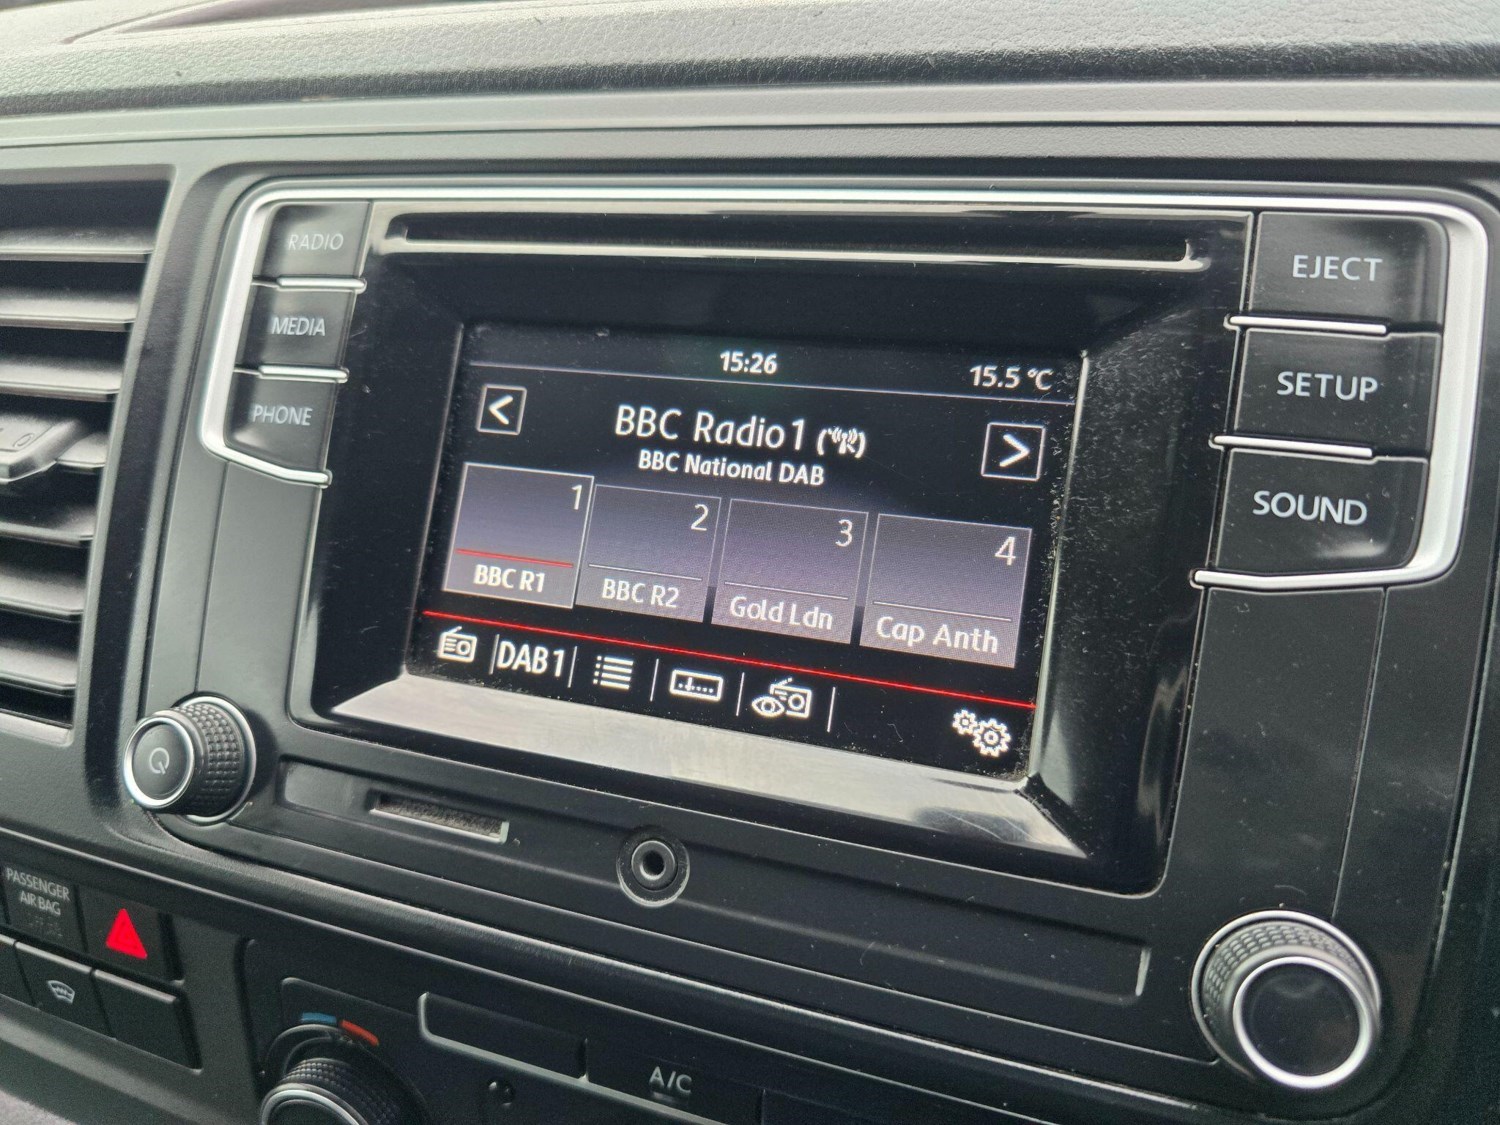 RADIO
MEDIA
PHONE
EJECT
SETUP
SOUND
15:26 15.5 °C
< BBC Radio1 >
BBC National DAB
1 2 3 4
BBC R1 BBC R2 Gold Ldn Cap Anth
DAB1
PASSENGER
AIR BAG
A/C